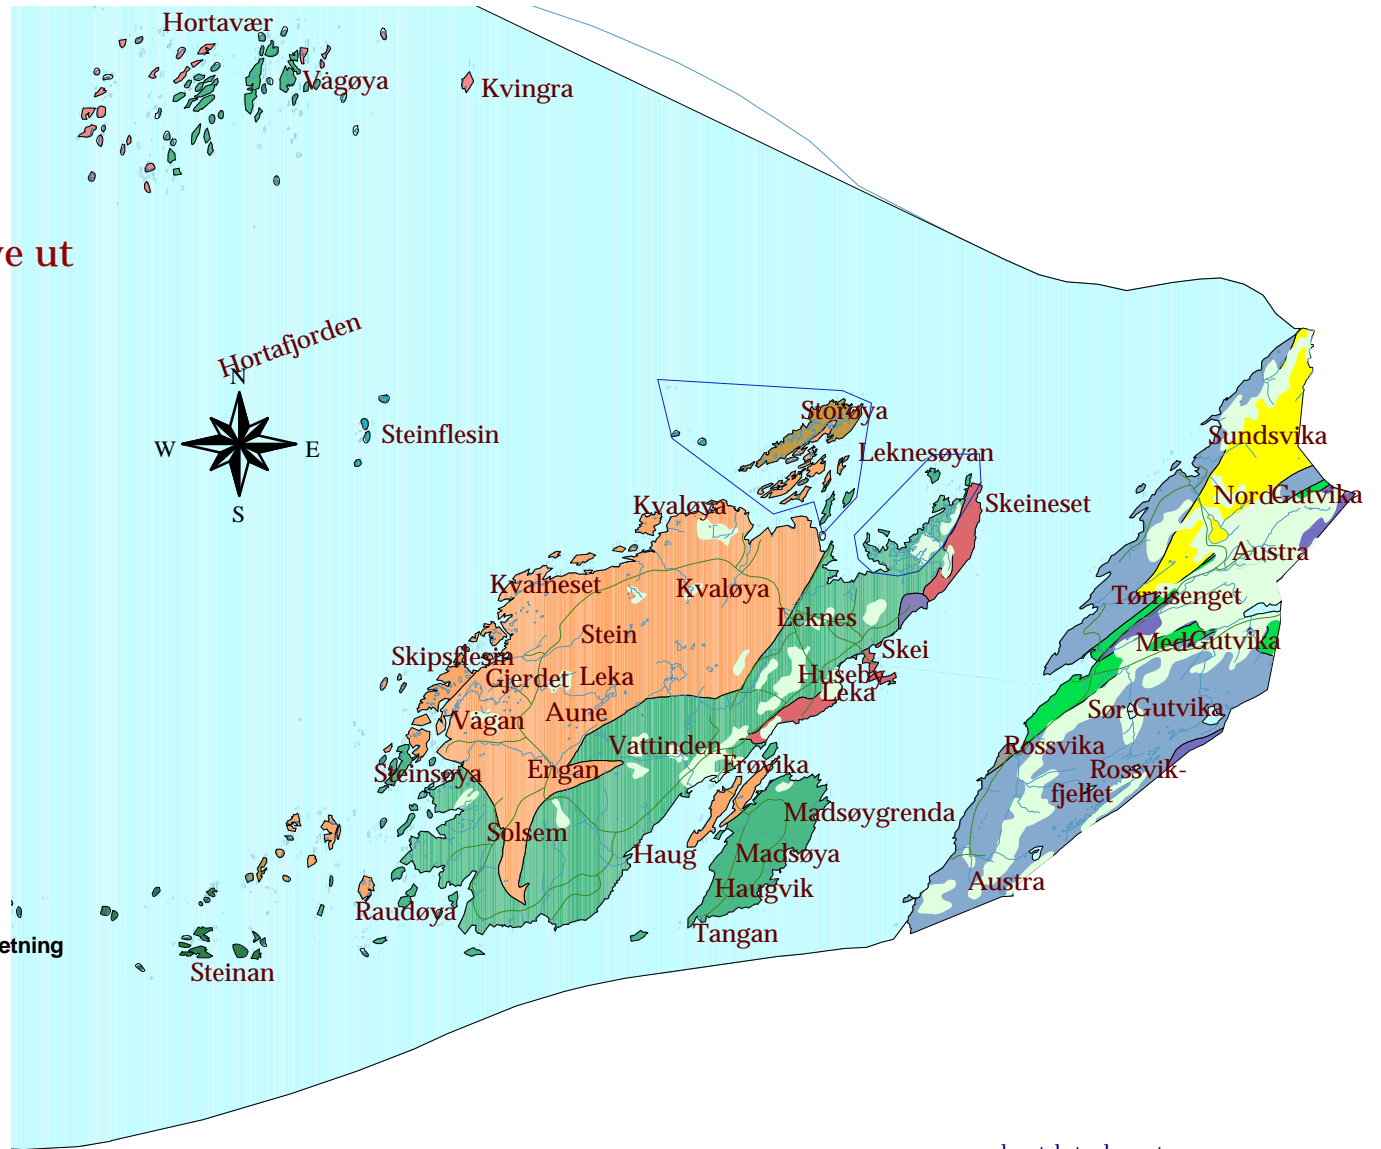 Hortavær
Vågøya
Kvingra
ve ut
Hortafjorden
N
W
E
S
Steinflesin
Storøya
Leknesøyan
Sundsvika
Kvaløya
Skeineset
Nord-Gutvika
Austra
Kvalneset
Kvaløya
Tørrisenget
Leknes
Stein
Med-Gutvika
Skipsflesin
Skei
Gjerdet
Leka
Huseby
Leka
Vågan
Aune
Sør-Gutvika
Vattinden
Rossvika
Steinsøya
Engan
Frøvika
Rossvik-
fjellet
Madsøygrenda
Solsem
Haug
Madsøya
Haugvik
Austra
Raudøya
Tangan
etning
Steinan